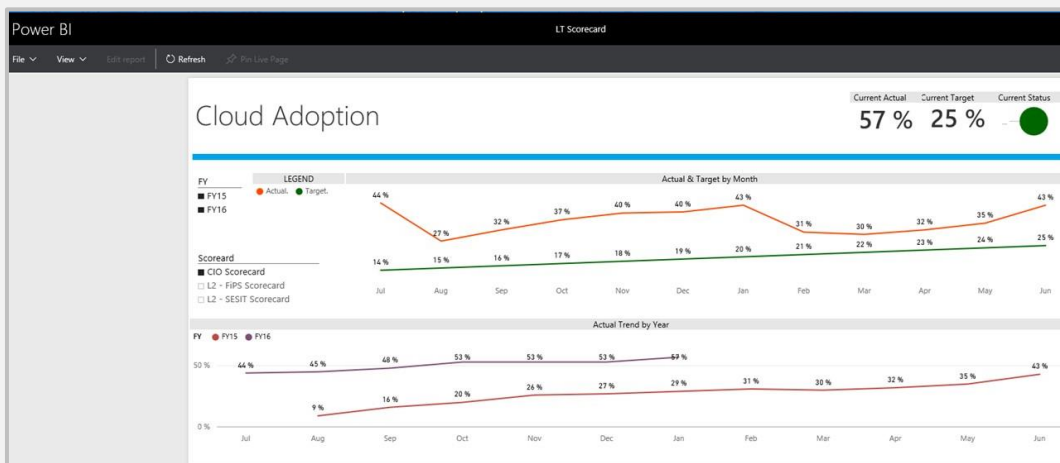 Power BI
LT Scorecard
File View Edit report Refresh Pin Live Page
Cloud Adoption
Current Actual Current Target Current Status
57 % 25 %
FY
FY15
FY16
LEGEND
Actual. Target.
Scoreard
CIO Scorecard
L2 - FiPS Scorecard
L2 - SESIT Scorecard
Actual & Target by Month
44 % 27 % 32 % 37 % 40 % 40 % 43 % 31 % 30 % 32 % 35 % 43 %
14 % 15 % 16 % 17 % 18 % 19 % 20 % 21 % 22 % 23 % 24 % 25 %
Jul Aug Sep Oct Nov Dec Jan Feb Mar Apr May Jun
Actual Trend by Year
FY FY15 FY16
50 %
44 % 45 % 48 % 53 % 53 % 53 % 57 %
9 % 16 % 20 % 26 % 27 % 29 % 31 % 30 % 32 % 35 % 43 %
0 %
Jul Aug Sep Oct Nov Dec Jan Feb Mar Apr May Jun